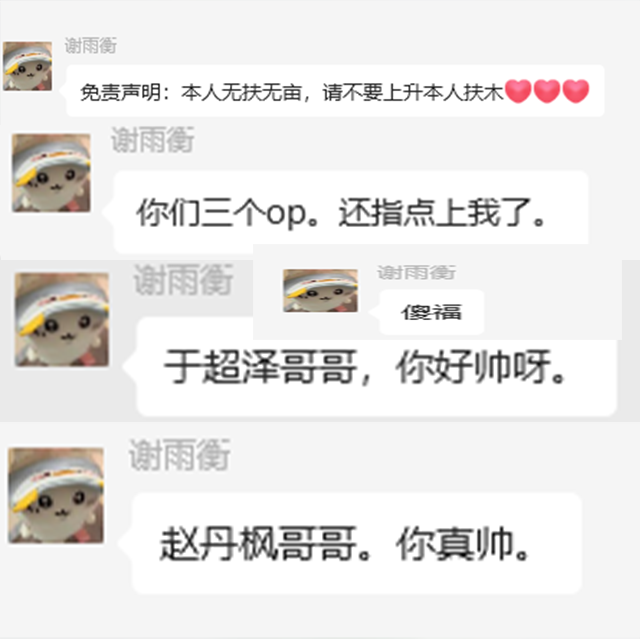 谢雨衡
免责声明：本人无扶无亩，请不要上升本人扶木❤❤❤
谢雨衡
你们三个op。还指点上我了。
谢雨衡
谢雨衡
傻福
于超泽哥哥，你好帅呀。
谢雨衡
赵丹枫哥哥。你真帅。